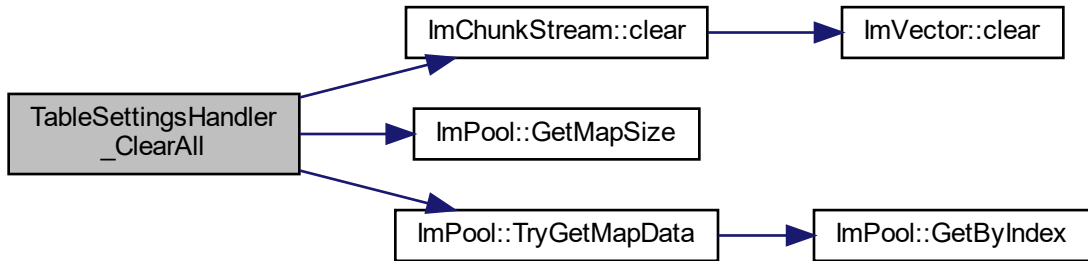 ImChunkStream::clear
ImVector::clear
TableSettingsHandler
_ClearAll
ImPool::GetMapSize
ImPool::TryGetMapData
ImPool::GetByIndex